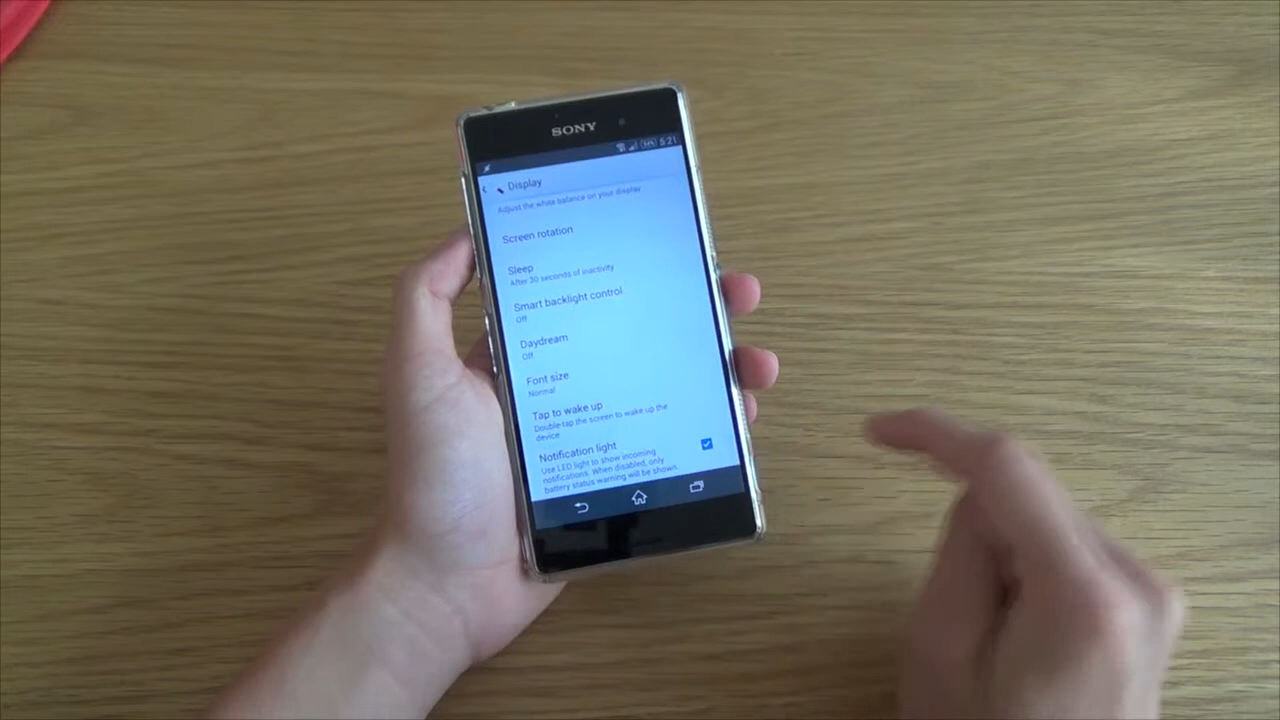 SONY
5:21
Display
Adjust the white balance on your display
Screen rotation
Sleep
After 30 seconds of inactivity
Smart backlight control
Off
Daydream
Off
Font size
Normal
Tap to wake up
Double-tap the screen to wake up the
device
Notification light
Use LED light to show incoming
notifications. When disabled, only
battery status warning will be shown.